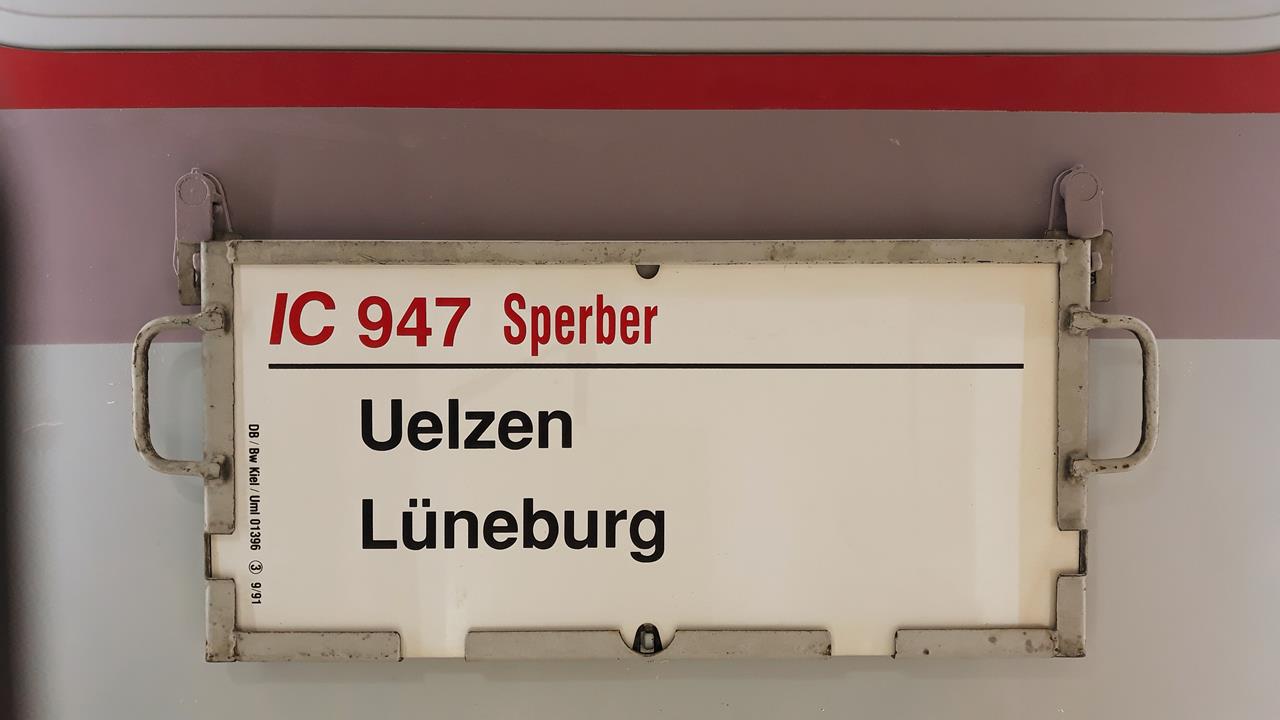 IC 947 Sperber
Uelzen
Lüneburg
DB / Bw Kiel / Uml 01396 ③ 9/91